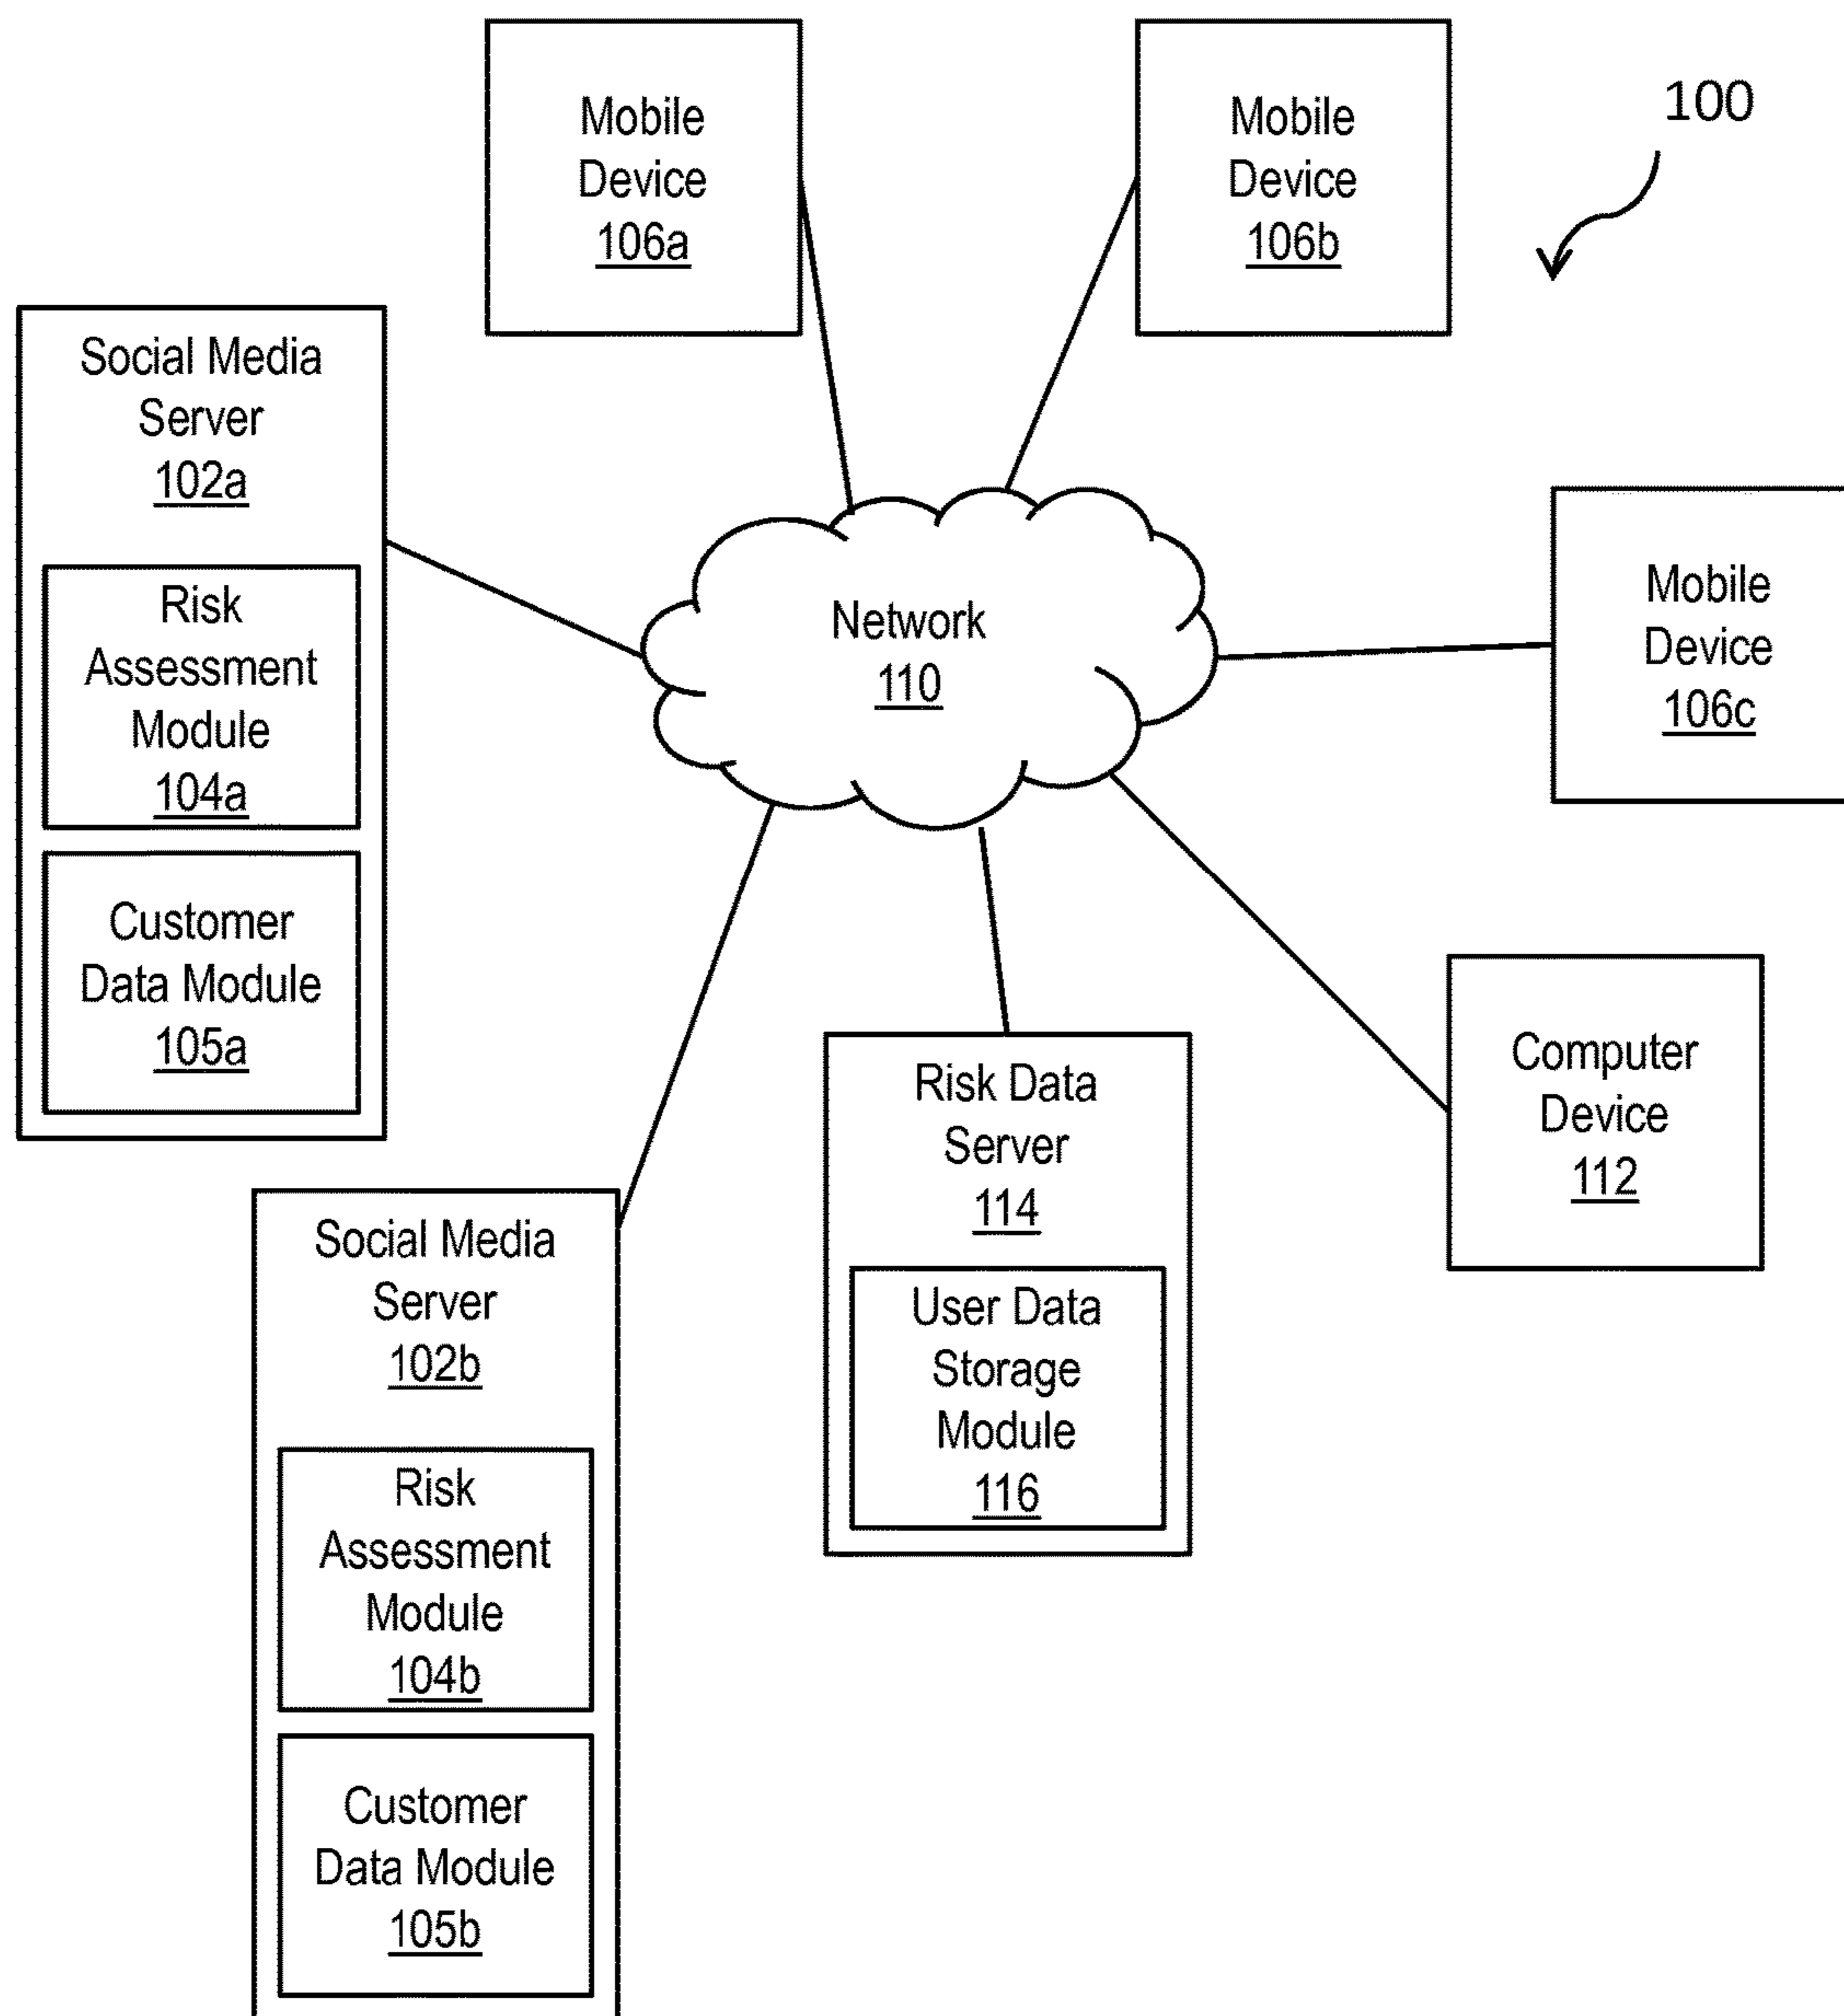 Mobile
Device
106a
Mobile
Device
106b
100
Social Media
Server
102a
Risk
Assessment
Module
104a
Customer
Data Module
105a
Network
110
Mobile
Device
106c
Computer
Device
112
Risk Data
Server
114
User Data
Storage
Module
116
Social Media
Server
102b
Risk
Assessment
Module
104b
Customer
Data Module
105b